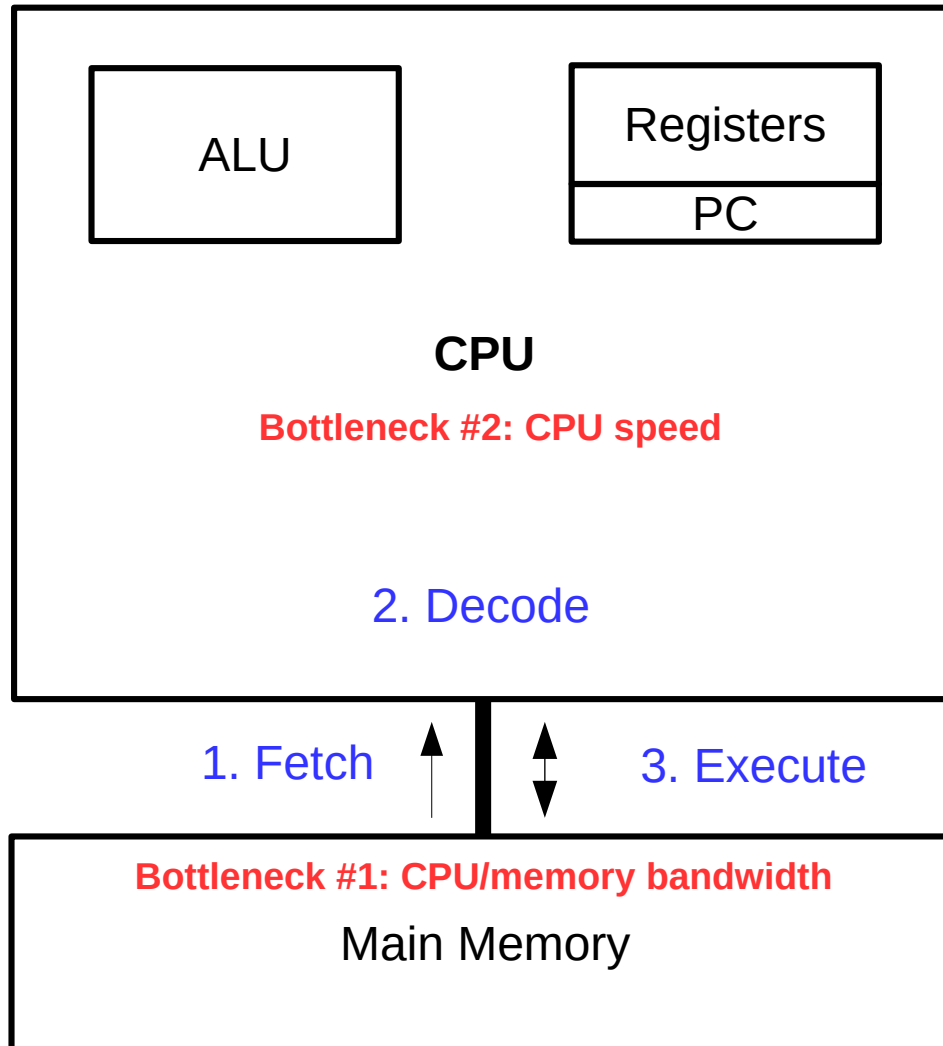 ALU
Registers
PC
CPU
Bottleneck #2: CPU speed
2. Decode
1. Fetch
3. Execute
Bottleneck #1: CPU/memory bandwidth
Main Memory